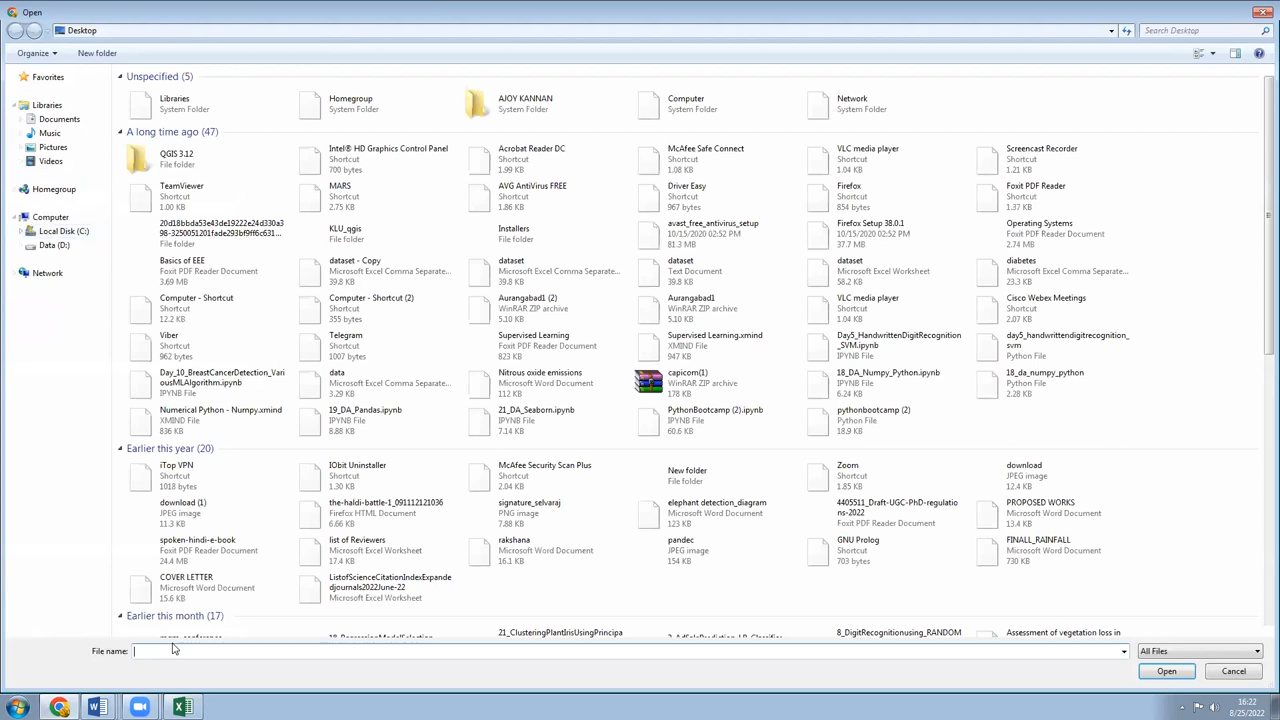 Open
Desktop
Search Desktop
Organize
New folder
Favorites
Libraries
Documents
Music
Pictures
Videos
Homegroup
Computer
Local Disk (C:)
Data (D:)
Network
Unspecified (5)
Libraries
System Folder
Homegroup
System Folder
AJOY KANNAN
System Folder
Computer
System Folder
Network
System Folder
A long time ago (47)
QGIS 3.12
File folder
Intel® HD Graphics Control Panel
Shortcut
700 bytes
Acrobat Reader DC
Shortcut
1.99 KB
McAfee Safe Connect
Shortcut
1.08 KB
VLC media player
Shortcut
1.04 KB
Screencast Recorder
Shortcut
1.21 KB
TeamViewer
Shortcut
1.00 KB
MARS
Shortcut
2.75 KB
AVG AntiVirus FREE
Shortcut
1.86 KB
Driver Easy
Shortcut
967 bytes
Firefox
Shortcut
854 bytes
Foxit PDF Reader
Shortcut
1.37 KB
20d18bbda53e43de19222e24d330a3
98-3250051201fade293bf9ff6c631...
File folder
KLU_qgis
File folder
Installers
File folder
avast_free_antivirus_setup
10/15/2020 02:52 PM
81.3 MB
Firefox Setup 38.0.1
10/15/2020 02:52 PM
37.7 MB
Operating Systems
Foxit PDF Reader Document
2.74 MB
Basics of EEE
Foxit PDF Reader Document
3.69 MB
dataset - Copy
Microsoft Excel Comma Separate...
39.8 KB
dataset
Microsoft Excel Comma Separate...
39.8 KB
dataset
Text Document
39.8 KB
dataset
Microsoft Excel Worksheet
58.2 KB
diabetes
Microsoft Excel Comma Separate...
23.3 KB
Computer - Shortcut
Shortcut
12.2 KB
Computer - Shortcut (2)
Shortcut
355 bytes
Aurangabad1 (2)
WinRAR ZIP archive
5.10 KB
Aurangabad1
WinRAR ZIP archive
5.10 KB
VLC media player
Shortcut
1.04 KB
Cisco Webex Meetings
Shortcut
2.07 KB
Viber
Shortcut
962 bytes
Telegram
Shortcut
1007 bytes
Supervised Learning
Foxit PDF Reader Document
823 KB
Supervised Learning.xmind
XMIND File
947 KB
Day5_HandwrittenDigitRecognition
_SVM.ipynb
IPYNB File
day5_handwrittendigitrecognition_
svm
Python File
Day_10_BreastCancerDetection_Vari
ousMLAlgorithm.ipynb
IPYNB File
data
Microsoft Excel Comma Separate...
3.29 KB
Nitrous oxide emissions
Microsoft Word Document
112 KB
capicom(1)
WinRAR ZIP archive
178 KB
18_DA_Numpy_Python.ipynb
IPYNB File
6.24 KB
18_da_numpy_python
Python File
2.28 KB
Numerical Python - Numpy.xmind
XMIND File
836 KB
19_DA_Pandas.ipynb
IPYNB File
8.88 KB
21_DA_Seaborn.ipynb
IPYNB File
7.14 KB
PythonBootcamp (2).ipynb
IPYNB File
60.6 KB
pythonbootcamp (2)
Python File
18.9 KB
Earlier this year (20)
iTop VPN
Shortcut
1018 bytes
IObit Uninstaller
Shortcut
1.30 KB
McAfee Security Scan Plus
Shortcut
2.04 KB
New folder
File folder
Zoom
Shortcut
1.85 KB
download
JPEG image
12.4 KB
download (1)
JPEG image
11.3 KB
the-haldi-battle-1_091112121036
Firefox HTML Document
6.66 KB
signature_selvaraj
PNG image
7.88 KB
elephant detection_diagram
Microsoft Word Document
123 KB
4405511_Draft-UGC-PhD-regulatio
ns-2022
Foxit PDF Reader Document
PROPOSED WORKS
Microsoft Word Document
13.4 KB
spoken-hindi-e-book
Foxit PDF Reader Document
24.4 MB
list of Reviewers
Microsoft Excel Worksheet
17.4 KB
rakshana
Microsoft Word Document
16.1 KB
pandec
JPEG image
154 KB
GNU Prolog
Shortcut
703 bytes
FINALL_RAINFALL
Microsoft Word Document
730 KB
COVER LETTER
Microsoft Word Document
15.6 KB
ListofScienceCitationIndexExpande
djournals2022June-22
Microsoft Excel Worksheet
Earlier this month (17)
21_ClusteringPlantIrisUsingPrincipa
8_DigitRecognitionusing_RANDOM
Assessment of vegetation loss in
File name:
All Files
Open
Cancel
16:22
8/25/2022